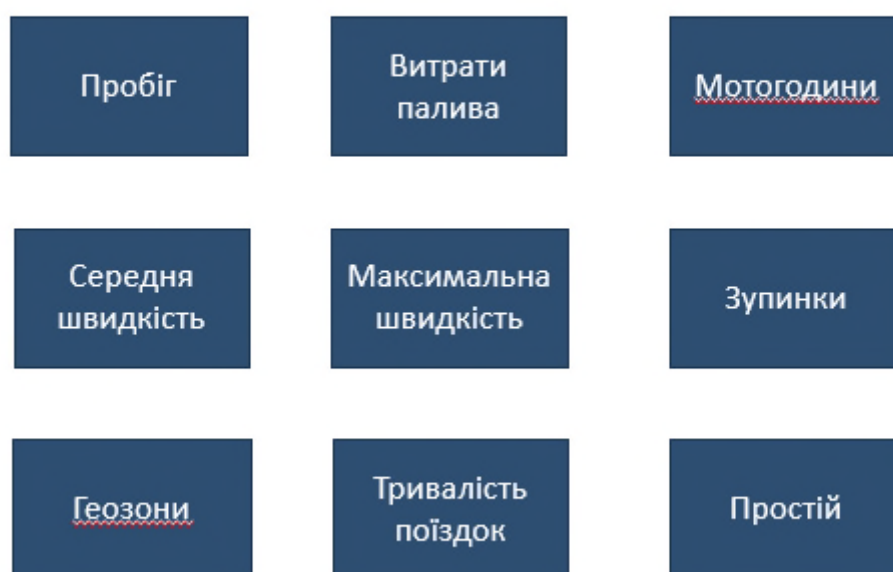 Пробіг
Витрати
палива
Мотогодини
Середня
швидкість
Максимальна
швидкість
Зупинки
Геозони
Тривалість
поїздок
Простій